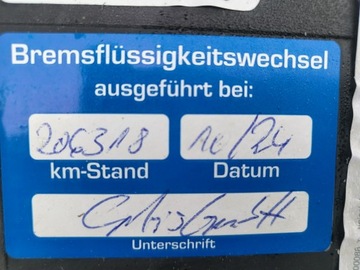 Bremsflüssigkeitswechsel
ausgeführt bei:
206318 10/24
km-Stand Datum
Unterschrift